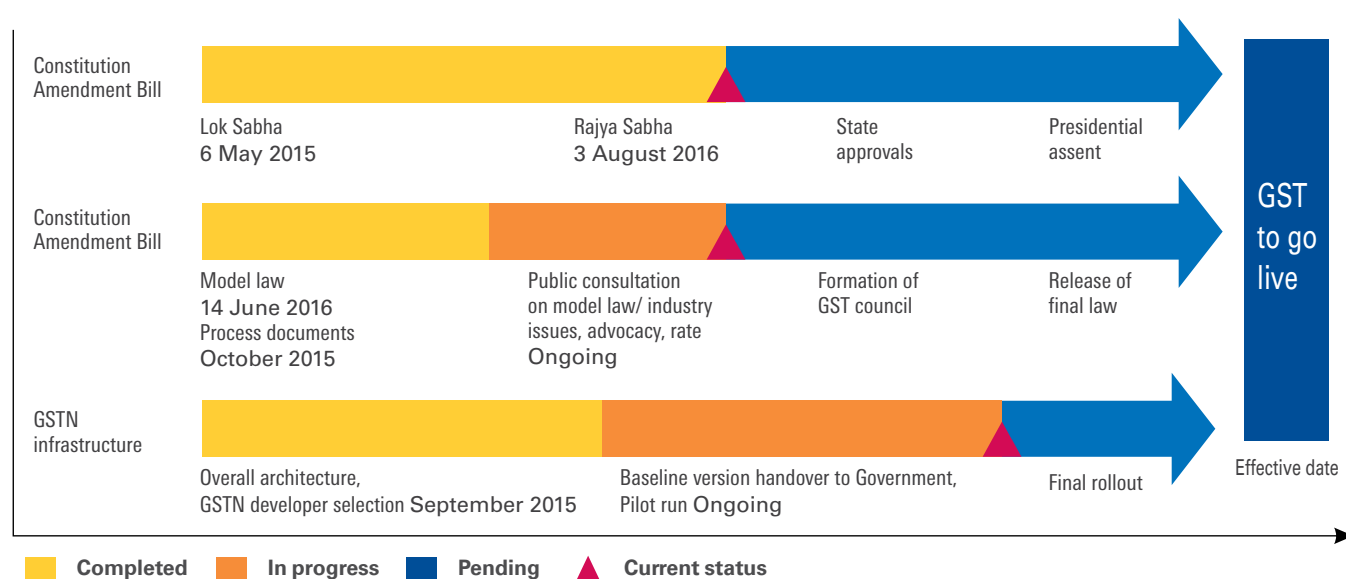 Constitution
Amendment Bill
Lok Sabha
6 May 2015
Rajya Sabha
3 August 2016
State
approvals
Presidential
assent
Constitution
Amendment Bill
Model law
14 June 2016
Process documents
October 2015
Public consultation
on model law/ industry
issues, advocacy, rate
Ongoing
Formation of
GST council
Release of
final law
GSTN
infrastructure
Overall architecture,
GSTN developer selection September 2015
Baseline version handover to Government,
Pilot run Ongoing
Final rollout
GST
to go
live
Effective date
Completed
In progress
Pending
Current status